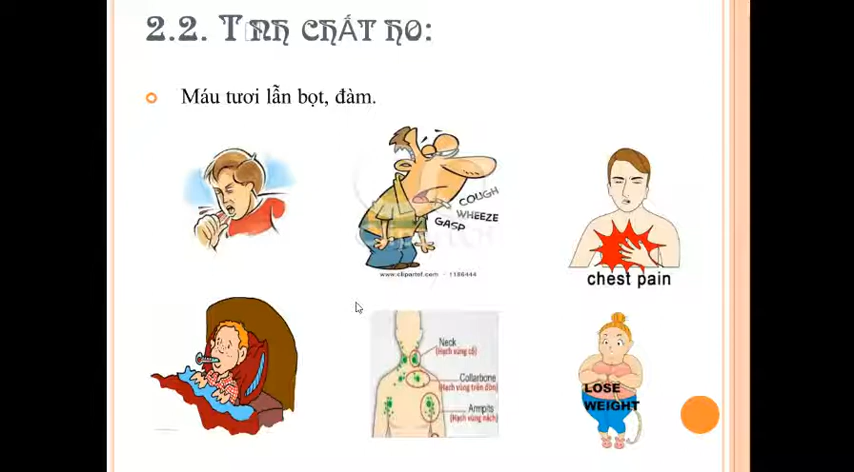 2.2. TÍNH CHẤT HO:
Máu tươi lẫn bọt, đàm.
COUGH
WHEEZE
GASP
www.clipartof.com · 1186444
chest pain
Neck
(Hạch vùng cổ)
Collarbone
(Hạch vùng trên đòn)
Armpits
(Hạch vùng nách)
LOSE
WEIGHT